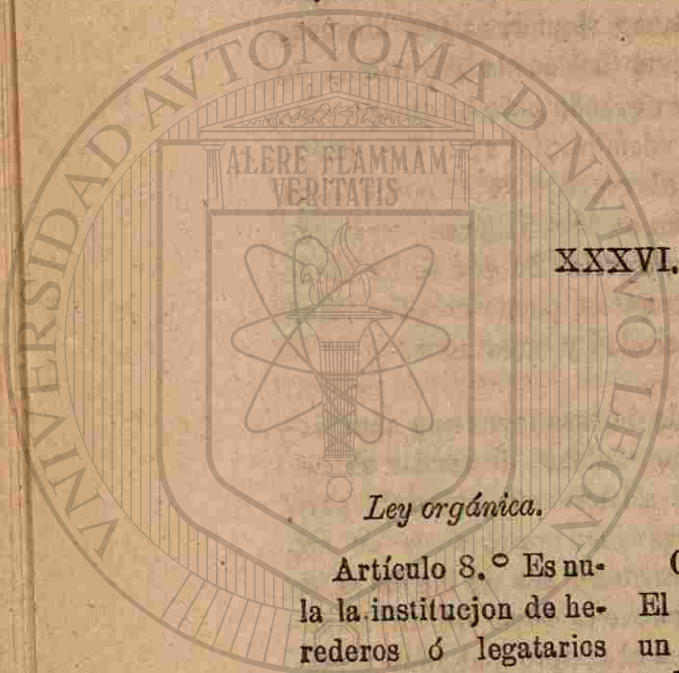 UNIVERSIDAD AUTONOMA DE NUEVO LEON
ALERE FLAMMAM
VERITATIS
XXXVI.
Ley orgánica.
Artículo 8.º Es nu-
la la institucjon de he-
rederos ó legatarios
El
un